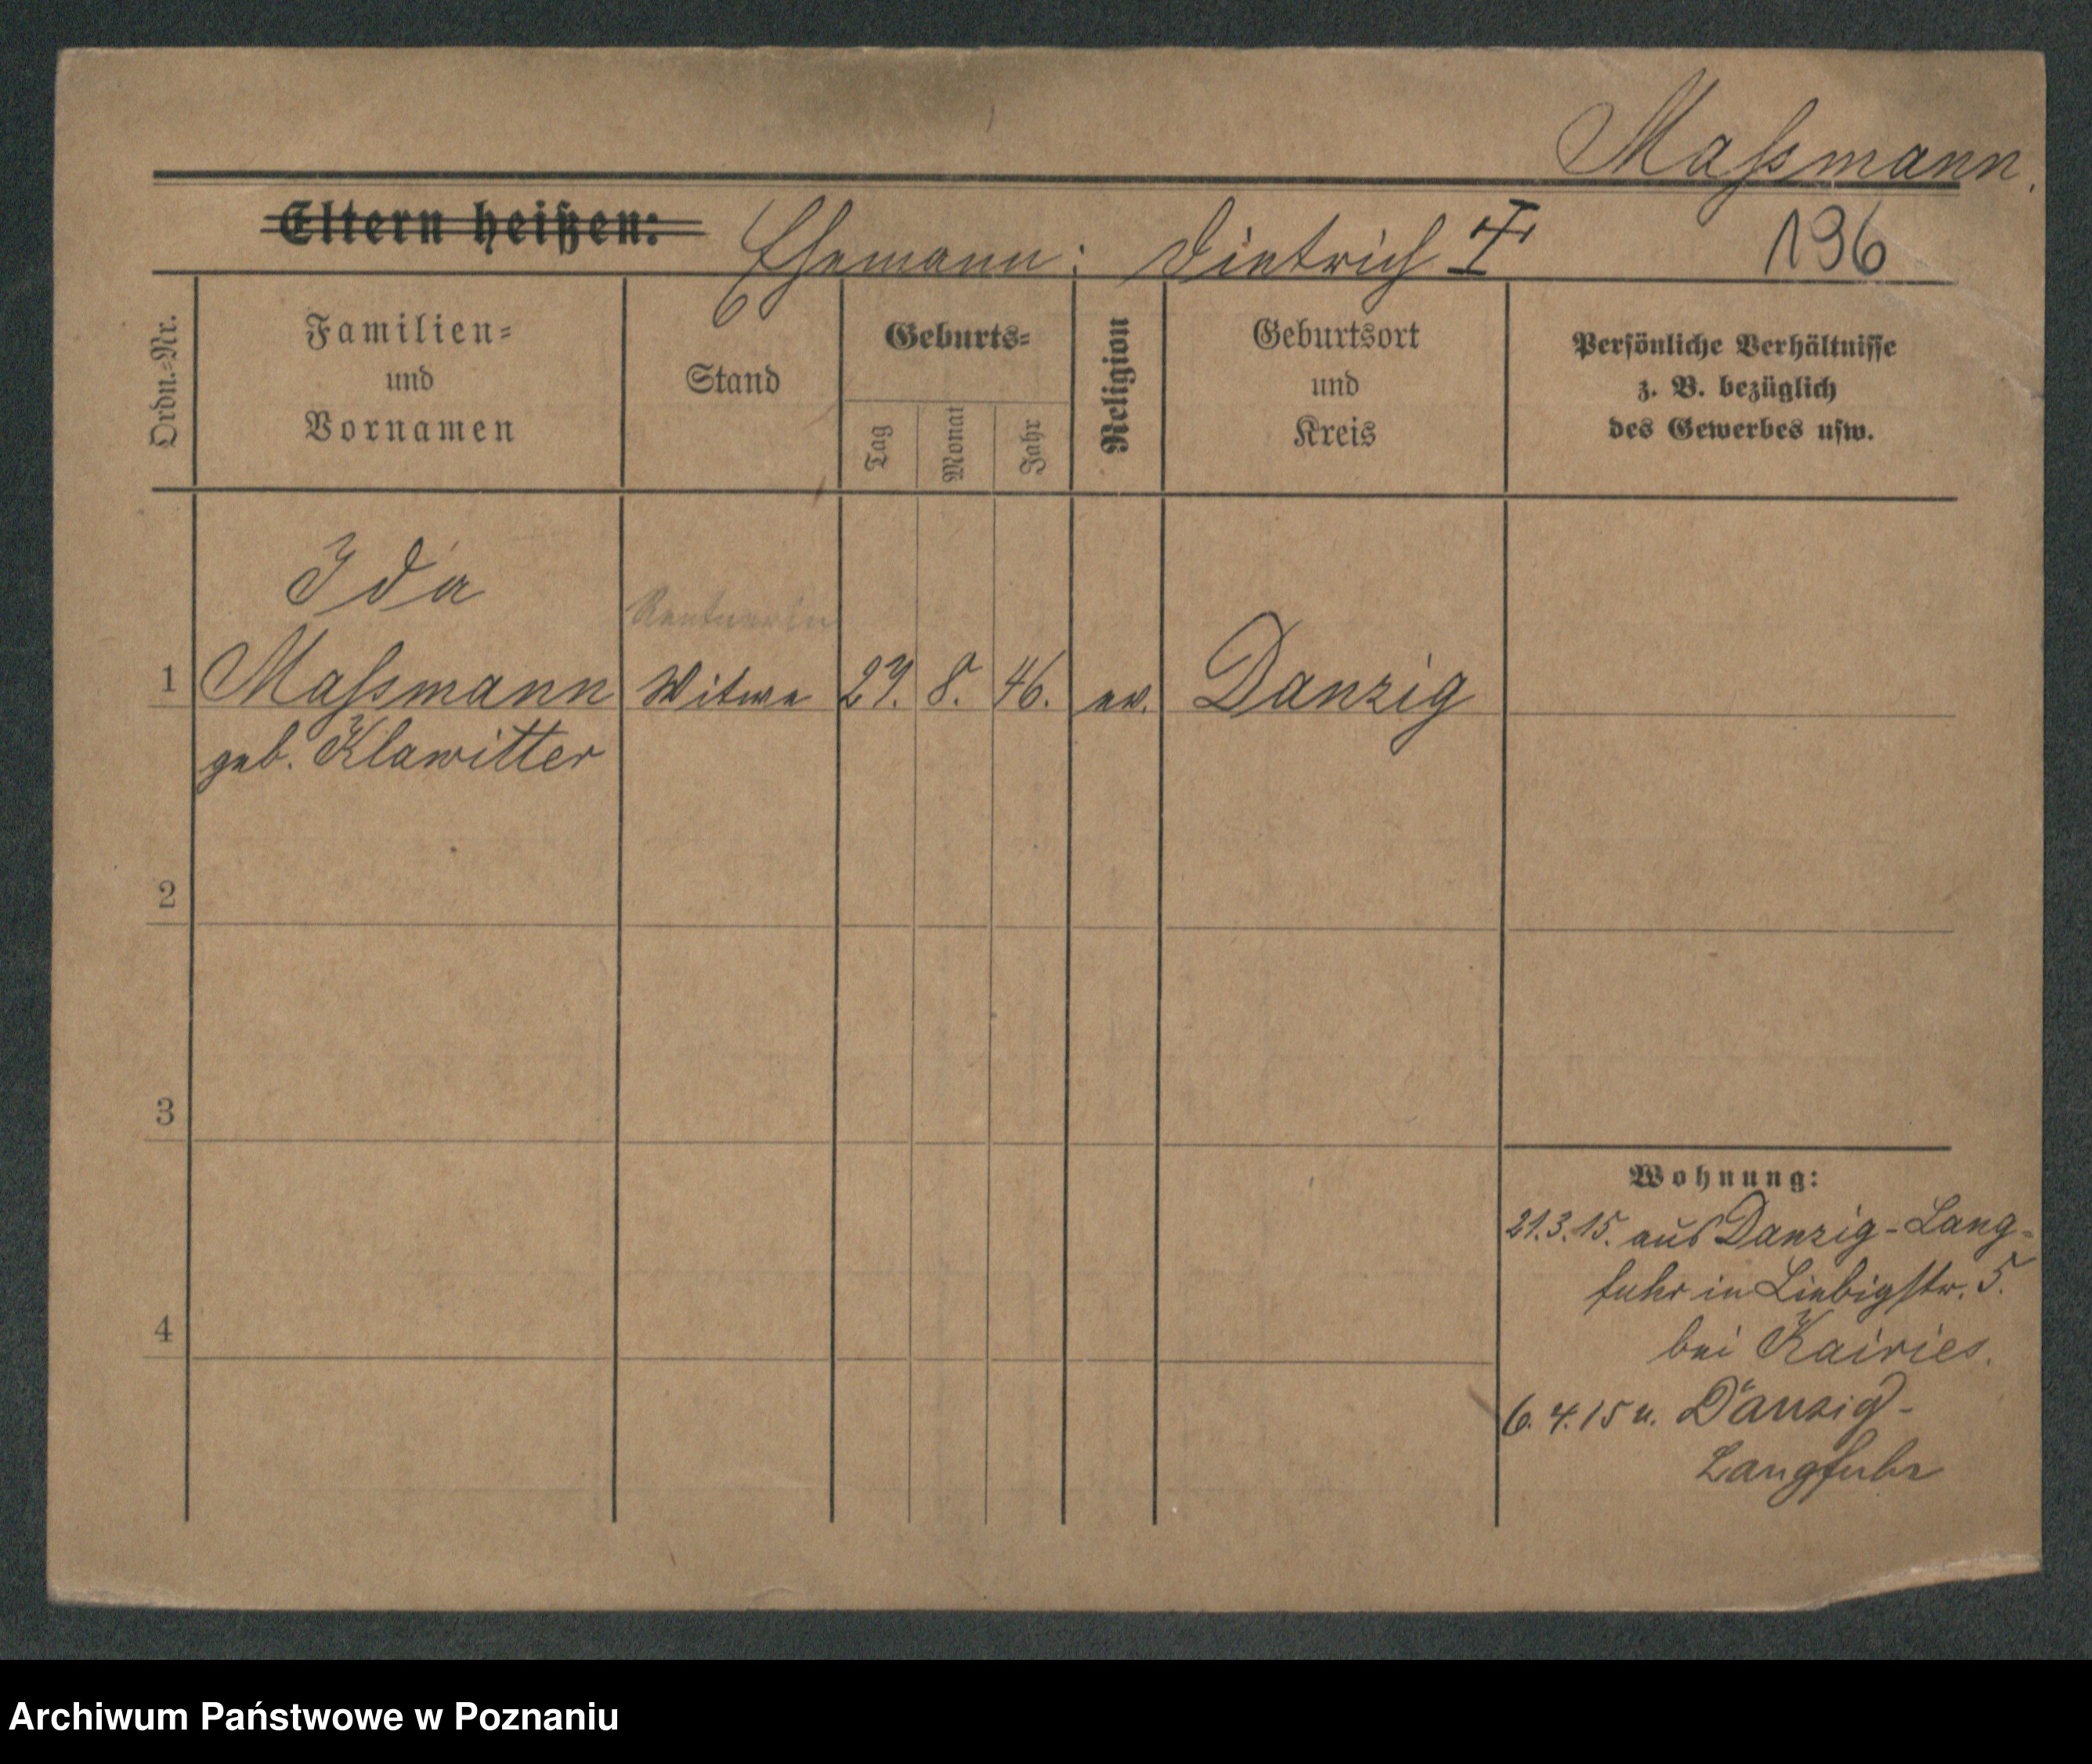 Maſsmann.
Eltern heißen: Ehemann: Dietrich †
196
Ordn.=Nr.
Familien=
und
Vornamen
Stand
Geburts=
Tag
Monat
Jahr
Religion
Geburtsort
und
Kreis
Persönliche Verhältnisse
z. B. bezüglich
des Gewerbes usw.
Ida
Rentnerin
1 Maſsmann Witwe 8. 46. ev. Danzig
geb. Klawitter
2
3
4
Wohnung:
21.3.15. aus Danzig-Lang-
fuhr in Liebigstr. 5.
bei Kairies.
6.4.15 n. Danzig-
Langfuhr
Archiwum Państwowe w Poznaniu